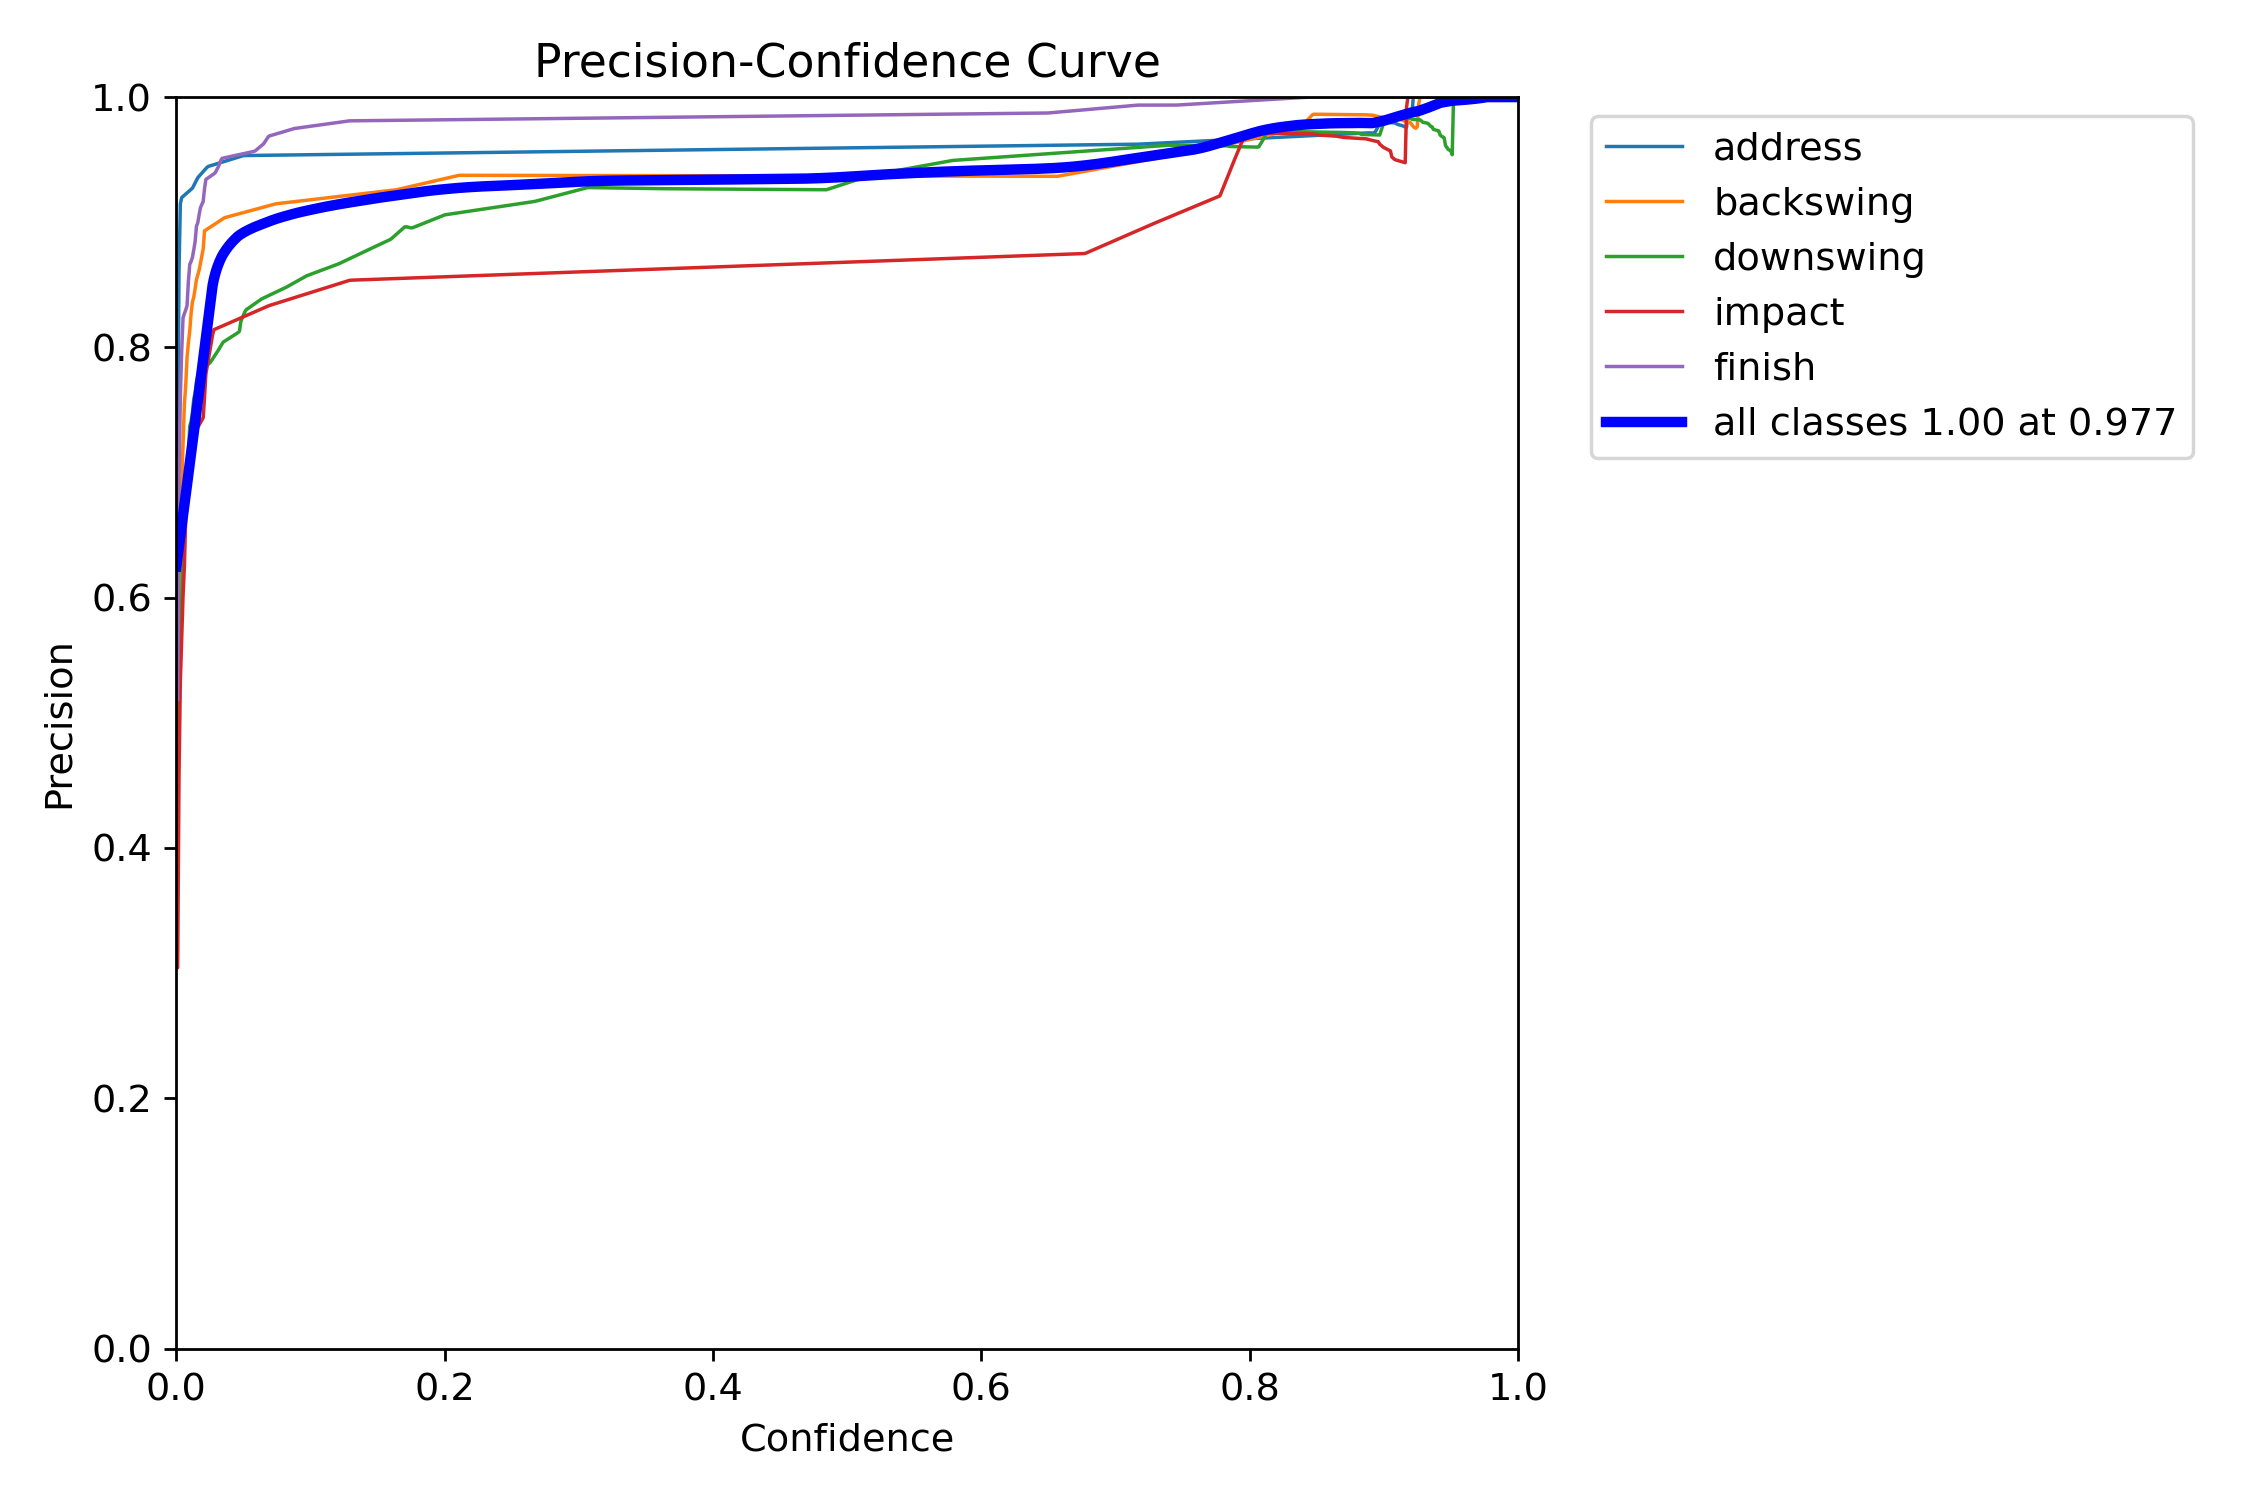 Precision-Confidence Curve
1.0
0.8
0.6
0.4
0.2
0.0
Precision
0.0 0.2 0.4 0.6 0.8 1.0
Confidence
address
backswing
downswing
impact
finish
all classes 1.00 at 0.977